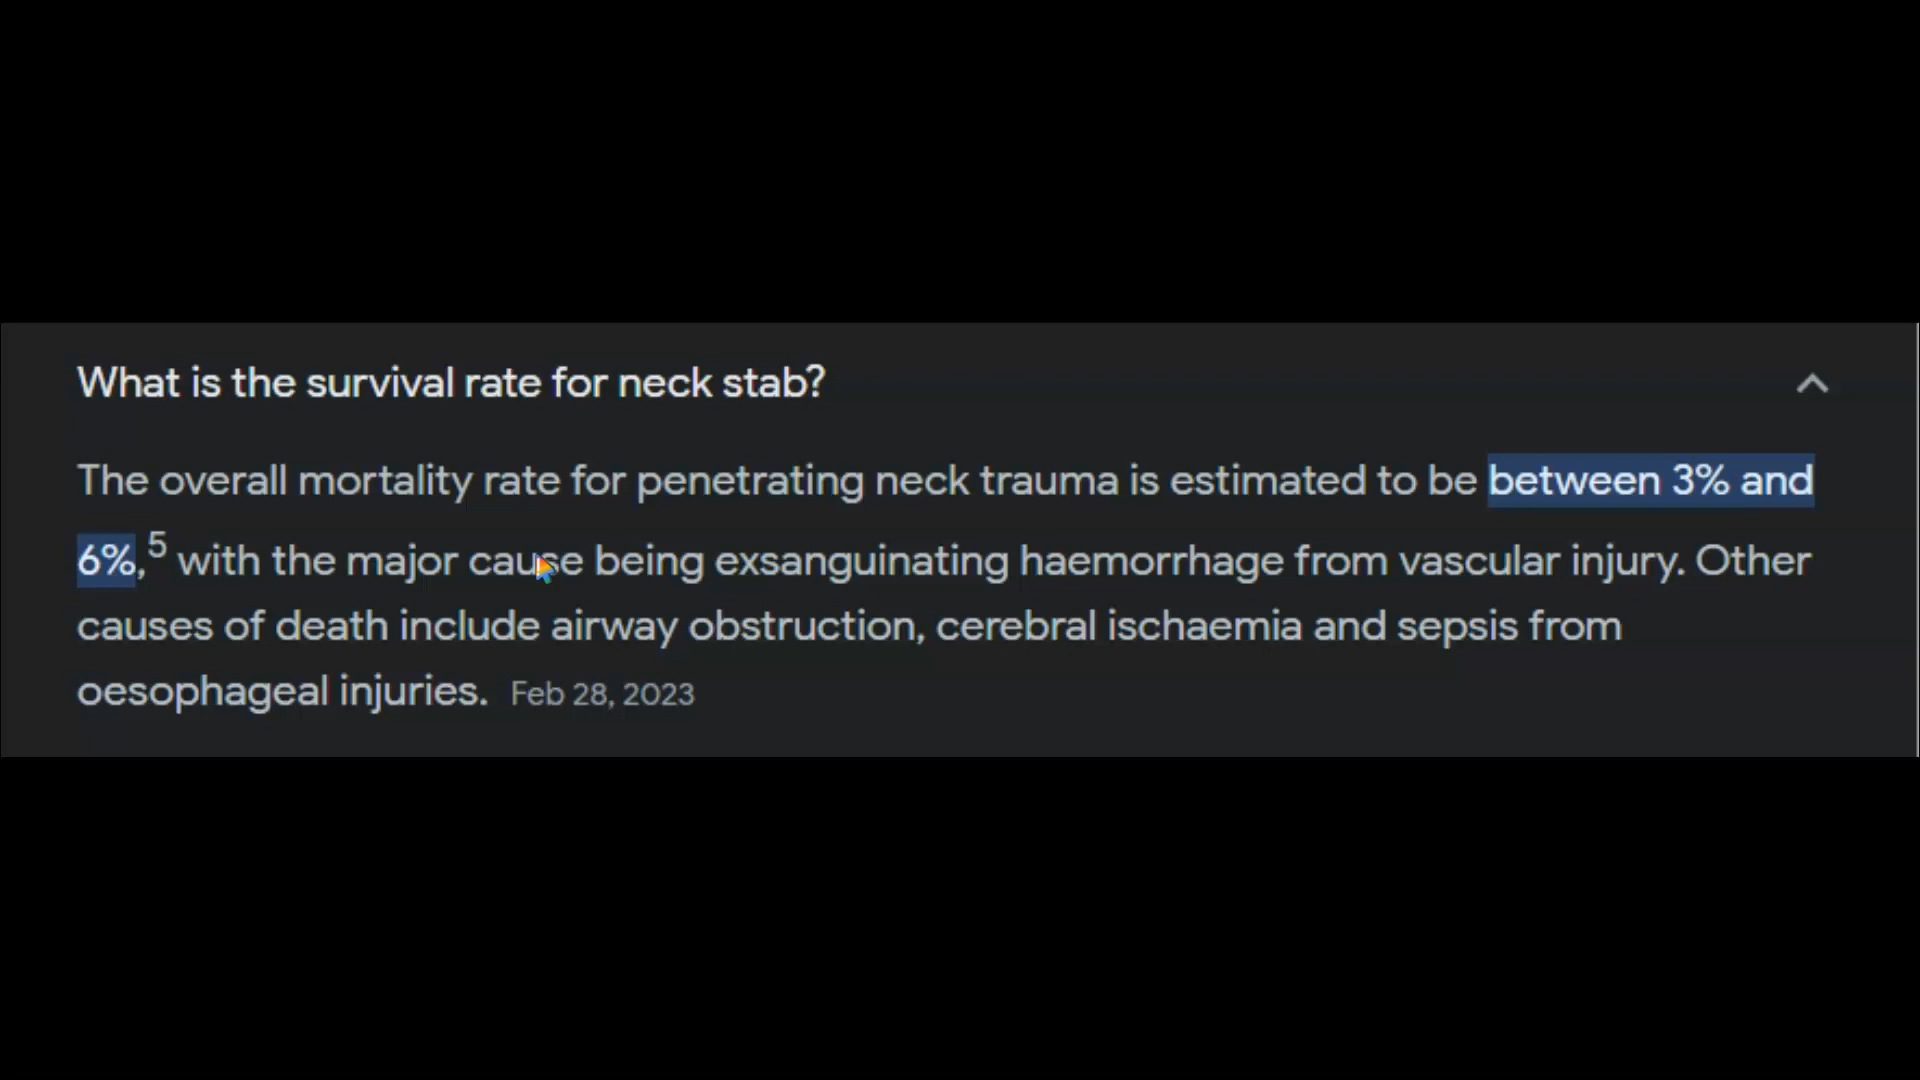 What is the survival rate for neck stab?
The overall mortality rate for penetrating neck trauma is estimated to be between 3% and
6%,⁵ with the major cause being exsanguinating haemorrhage from vascular injury. Other
causes of death include airway obstruction, cerebral ischaemia and sepsis from
oesophageal injuries. Feb 28, 2023